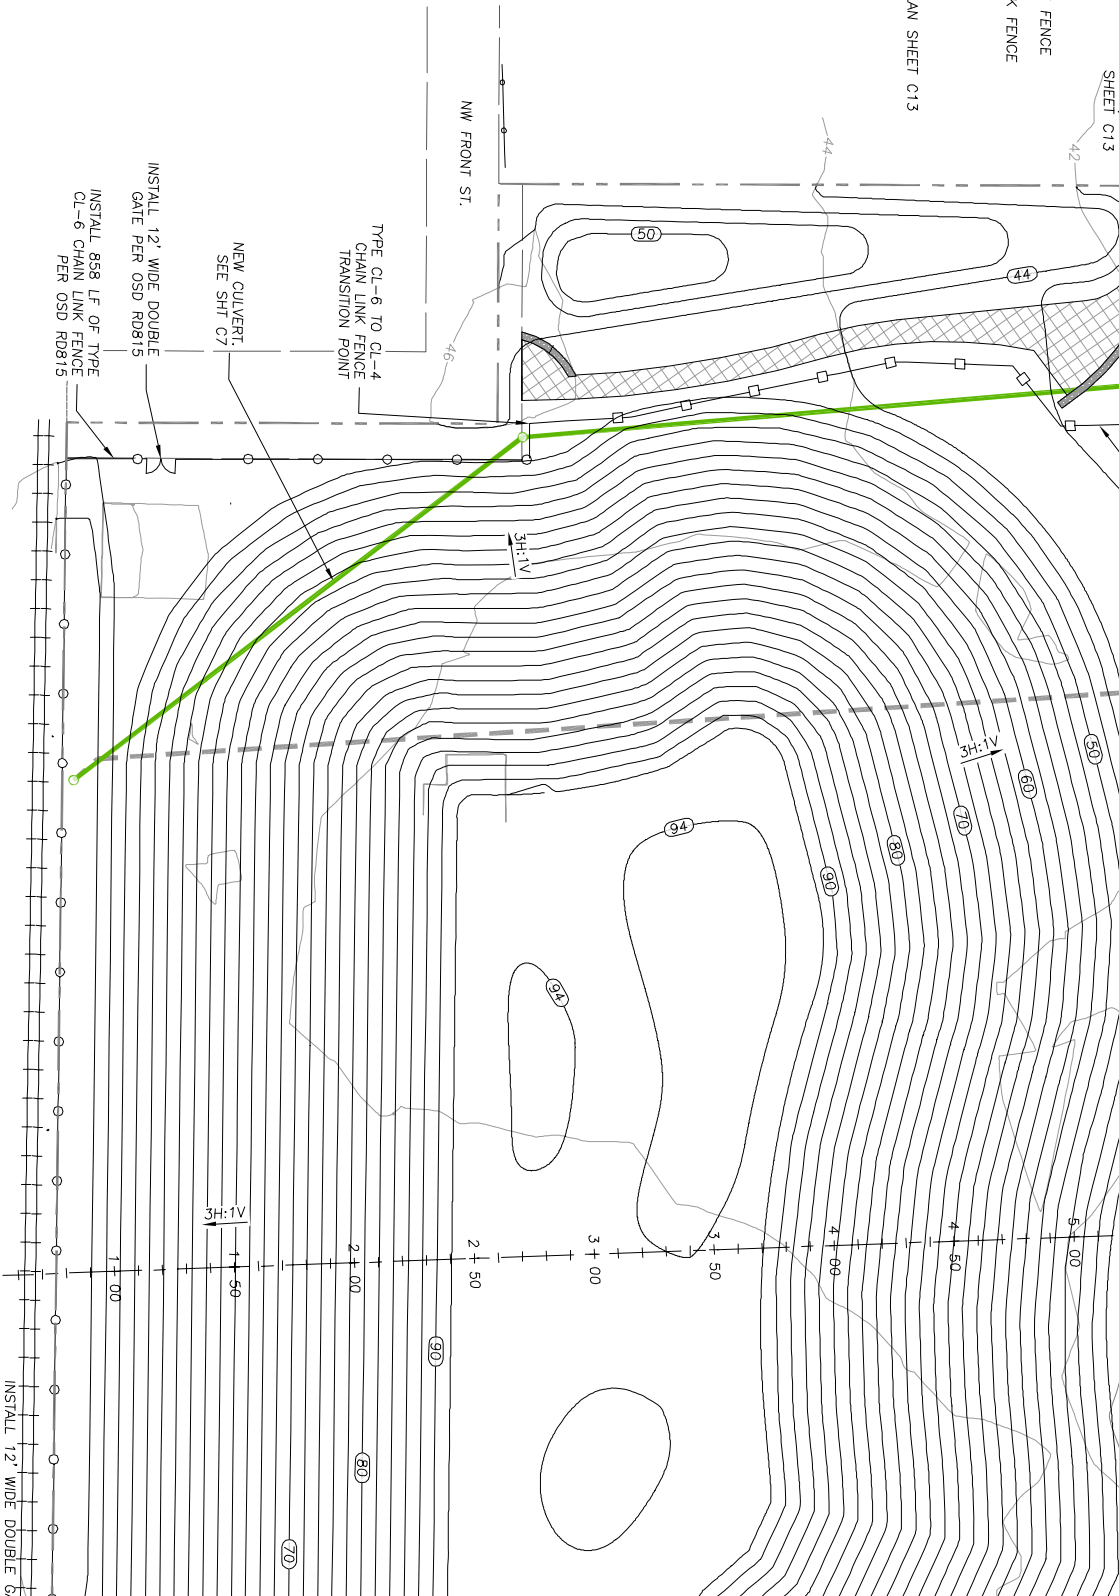 FENCE
K FENCE
SHEET C13
AN SHEET C13
NW FRONT ST.
TYPE CL-6 TO CL-4
CHAIN LINK FENCE
TRANSITION POINT
NEW CULVERT.
SEE SHT C7
INSTALL 12' WIDE DOUBLE
GATE PER OSD RD815
INSTALL 858 LF OF TYPE
CL-6 CHAIN LINK FENCE
PER OSD RD815
42
44
46
50
44
3H:1V
3H:1V
50
60
70
80
90
94
94
3H:1V
1 00
1 50
2 00
2 50
3 00
3 50
4 00
4 50
5 00
90
80
70
INSTALL 12' WIDE DOUBLE GA